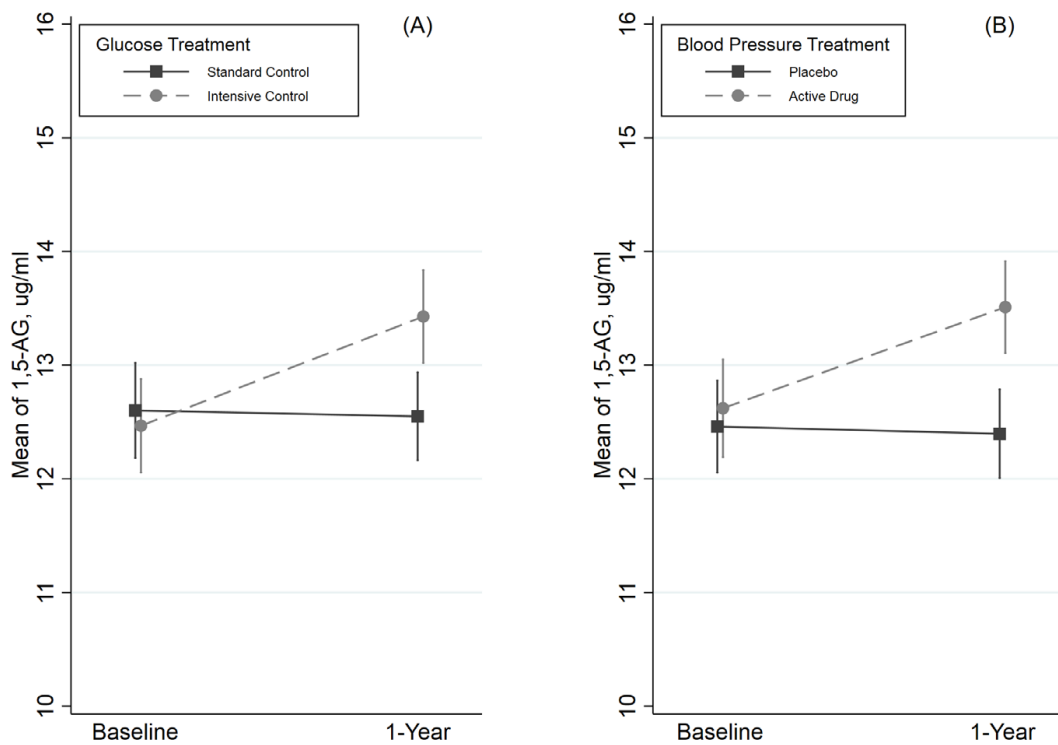 (A)
Glucose Treatment
Standard Control
Intensive Control
Mean of 1,5-AG, ug/ml
16
15
14
13
12
11
10
Baseline 1-Year
(B)
Blood Pressure Treatment
Placebo
Active Drug
Mean of 1,5-AG, ug/ml
16
15
14
13
12
11
10
Baseline 1-Year